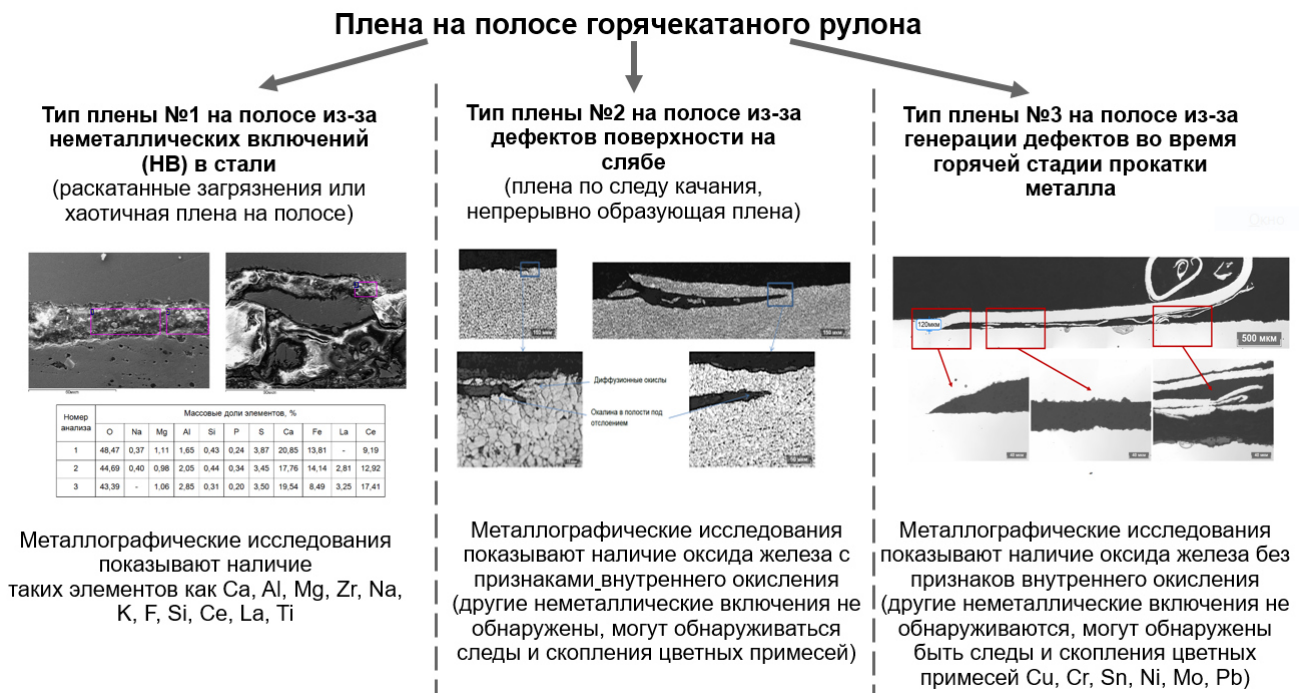 Плена на полосе горячекатаного рулона
Тип плены №1 на полосе из-за
неметаллических включений
(НВ) в стали
(раскатанные загрязнения или
хаотичная плена на полосе)
Номер анализа Массовые доли элементов, %
O Na Mg Al Si P S Ca Fe La Ce
1 48,47 0,37 1,11 1,65 0,43 0,24 3,87 20,85 13,81 - 9,19
2 44,69 0,40 0,98 2,05 0,44 0,34 3,45 17,76 14,14 2,81 12,92
3 43,39 - 1,06 2,85 0,31 0,20 3,50 19,54 8,49 3,25 17,41
Металлографические исследования
показывают наличие
таких элементов как Ca, Al, Mg, Zr, Na,
K, F, Si, Ce, La, Ti
Тип плены №2 на полосе из-за
дефектов поверхности на
слябе
(плена по следу качания,
непрерывно образующая плена)
100 мкм
Диффузионные окислы
Окалина в полости под
отслоением
Металлографические исследования
показывают наличие оксида железа с
признаками_внутреннего окисления
(другие неметаллические включения не
обнаружены, могут обнаруживаться
следы и скопления цветных примесей)
Тип плены №3 на полосе из-за
генерации дефектов во время
горячей стадии прокатки
металла
Окно
120мкм
500 мкм
Металлографические исследования
показывают наличие оксида железа без
признаков внутреннего окисления
(другие неметаллические включения не
обнаруживаются, могут обнаружены
быть следы и скопления цветных
примесей Cu, Cr, Sn, Ni, Mo, Pb)